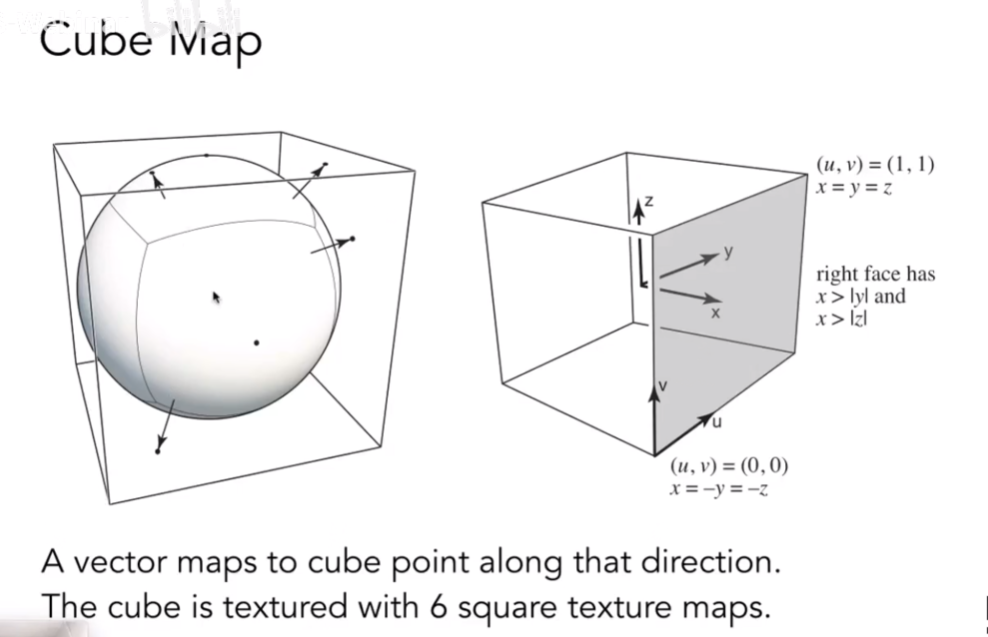 Cube Map
(u, v) = (1, 1)
x = y = z
z
y
x
right face has
x > |y| and
x > |z|
v
u
(u, v) = (0, 0)
x = −y = −z
A vector maps to cube point along that direction.
The cube is textured with 6 square texture maps.